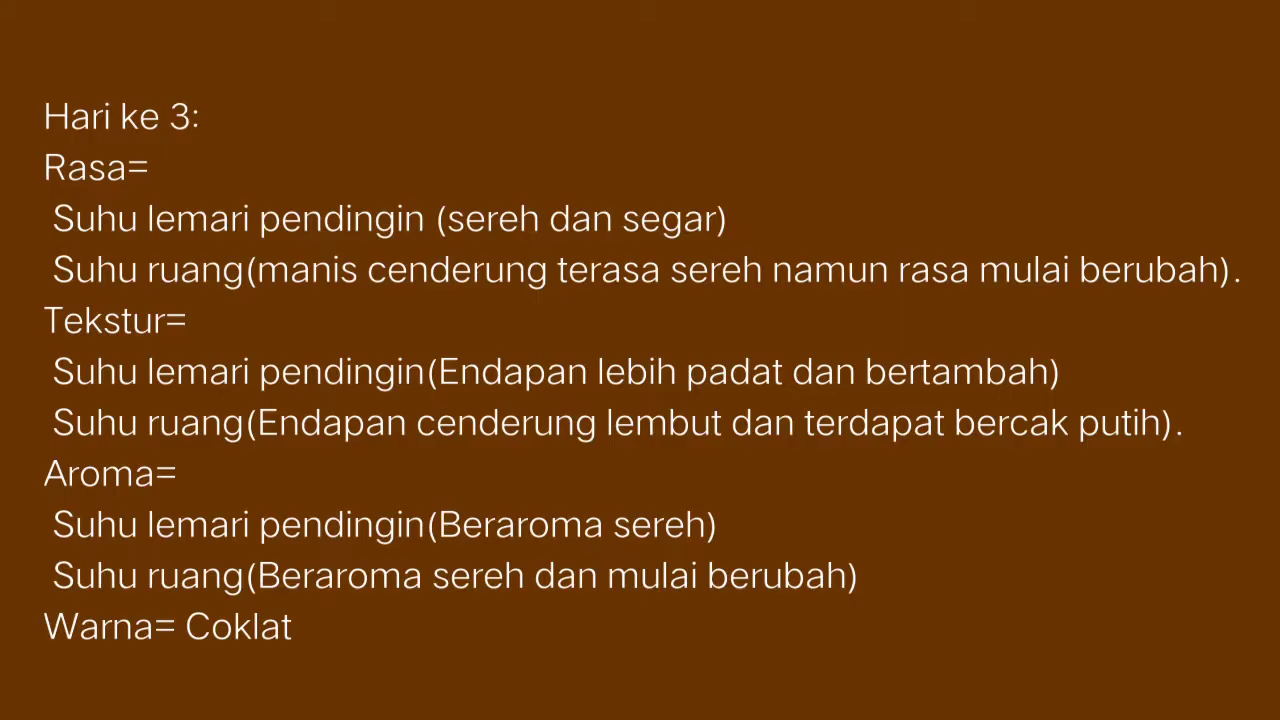 Hari ke 3:
Rasa=
Suhu lemari pendingin (sereh dan segar)
Suhu ruang(manis cenderung terasa sereh namun rasa mulai berubah).
Tekstur=
Suhu lemari pendingin(Endapan lebih padat dan bertambah)
Suhu ruang(Endapan cenderung lembut dan terdapat bercak putih).
Aroma=
Suhu lemari pendingin(Beraroma sereh)
Suhu ruang(Beraroma sereh dan mulai berubah)
Warna= Coklat